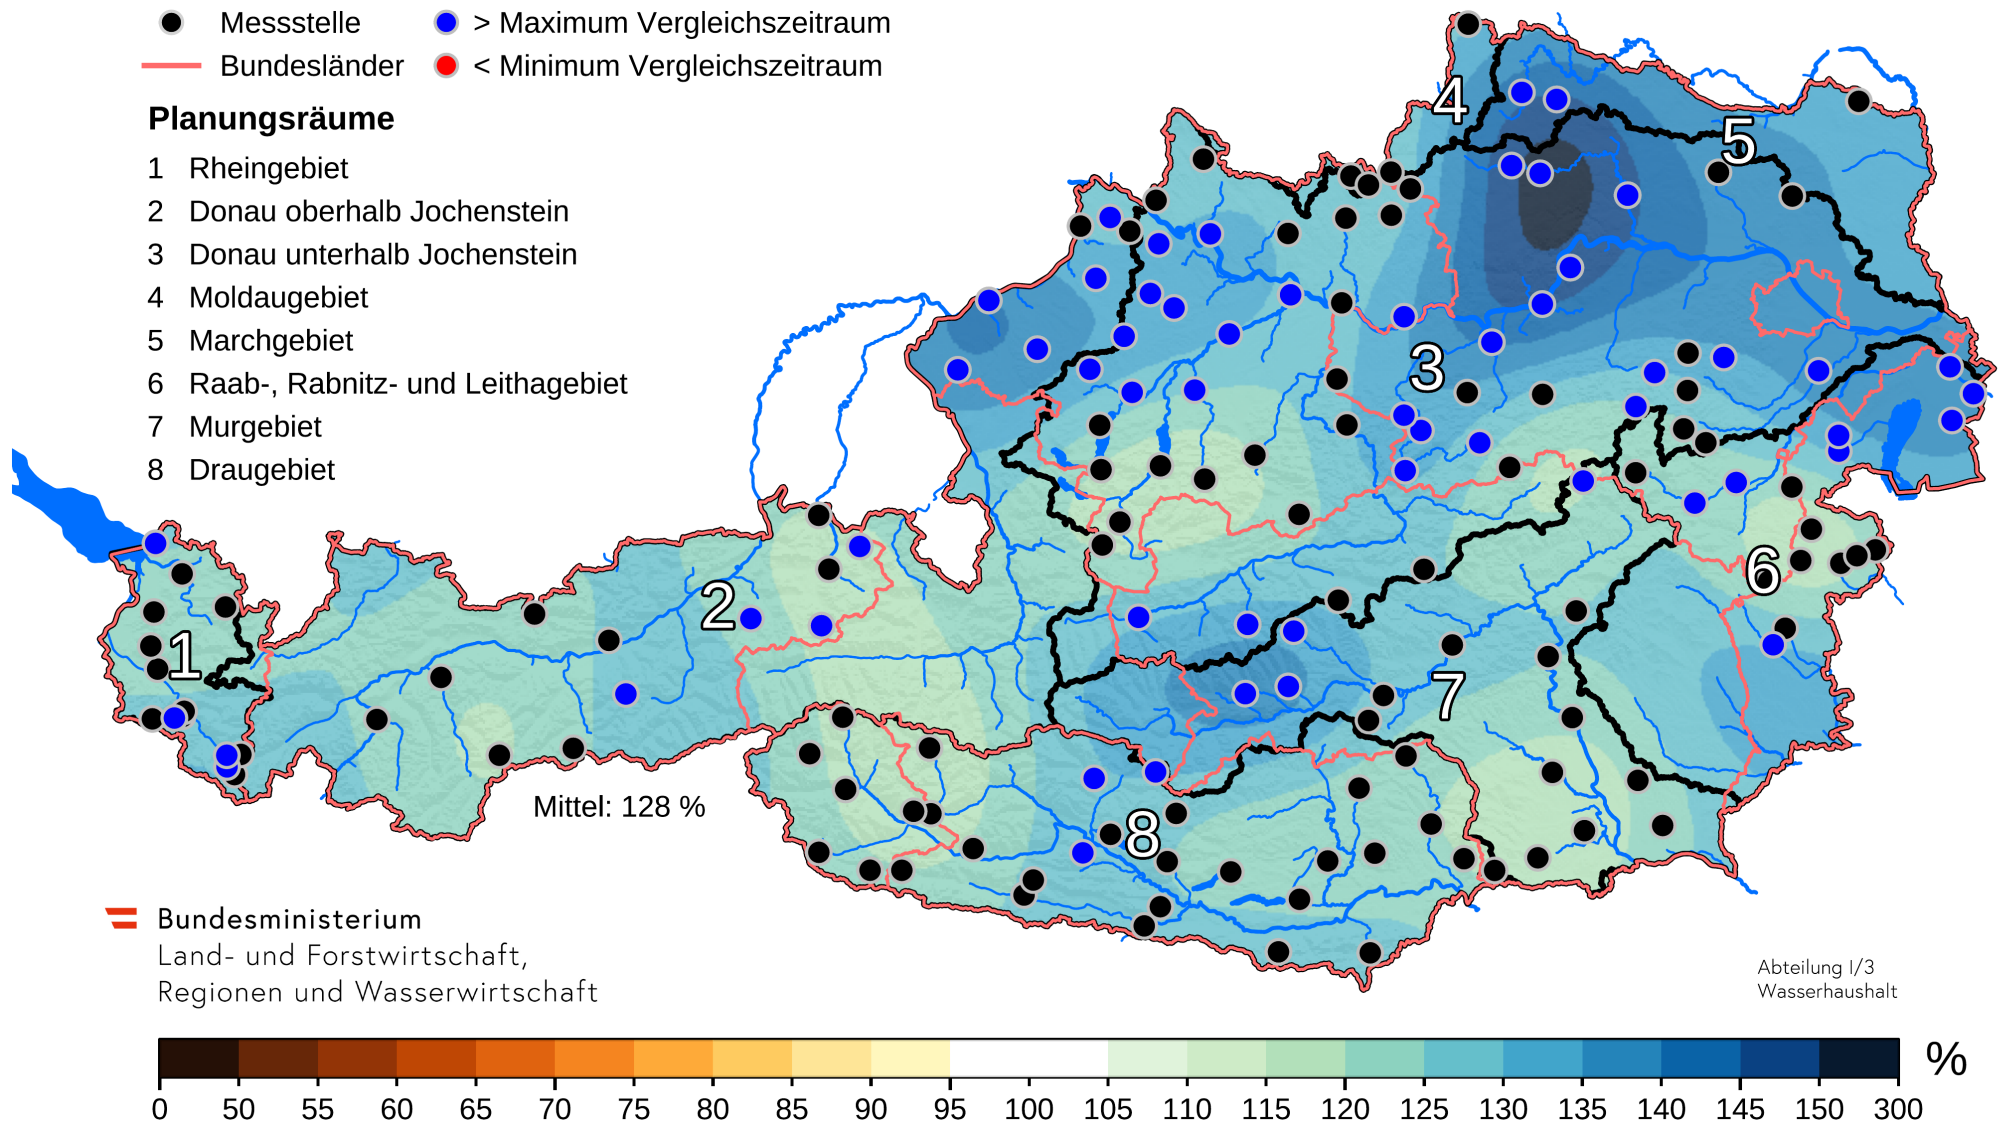 Messstelle > Maximum Vergleichszeitraum
Bundesländer < Minimum Vergleichszeitraum
Planungsräume
1 Rheingebiet
2 Donau oberhalb Jochenstein
3 Donau unterhalb Jochenstein
4 Moldaugebiet
5 Marchgebiet
6 Raab-, Rabnitz- und Leithagebiet
7 Murgebiet
8 Draugebiet
4
5
3
6
2
1
7
8
Mittel: 128 %
Bundesministerium
Land- und Forstwirtschaft,
Regionen und Wasserwirtschaft
Abteilung I/3
Wasserhaushalt
%
0 50 55 60 65 70 75 80 85 90 95 100 105 110 115 120 125 130 135 140 145 150 300